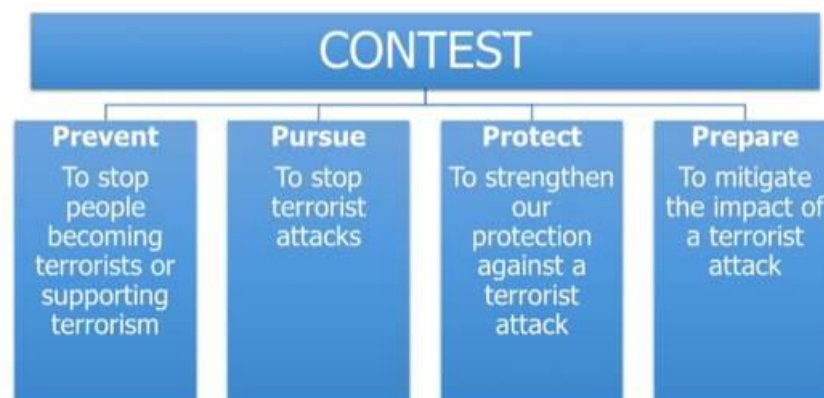 CONTEST
Prevent
To stop
people
becoming
terrorists or
supporting
terrorism
Pursue
To stop
terrorist
attacks
Protect
To strengthen
our
protection
against a
terrorist
attack
Prepare
To mitigate
the impact of
a terrorist
attack